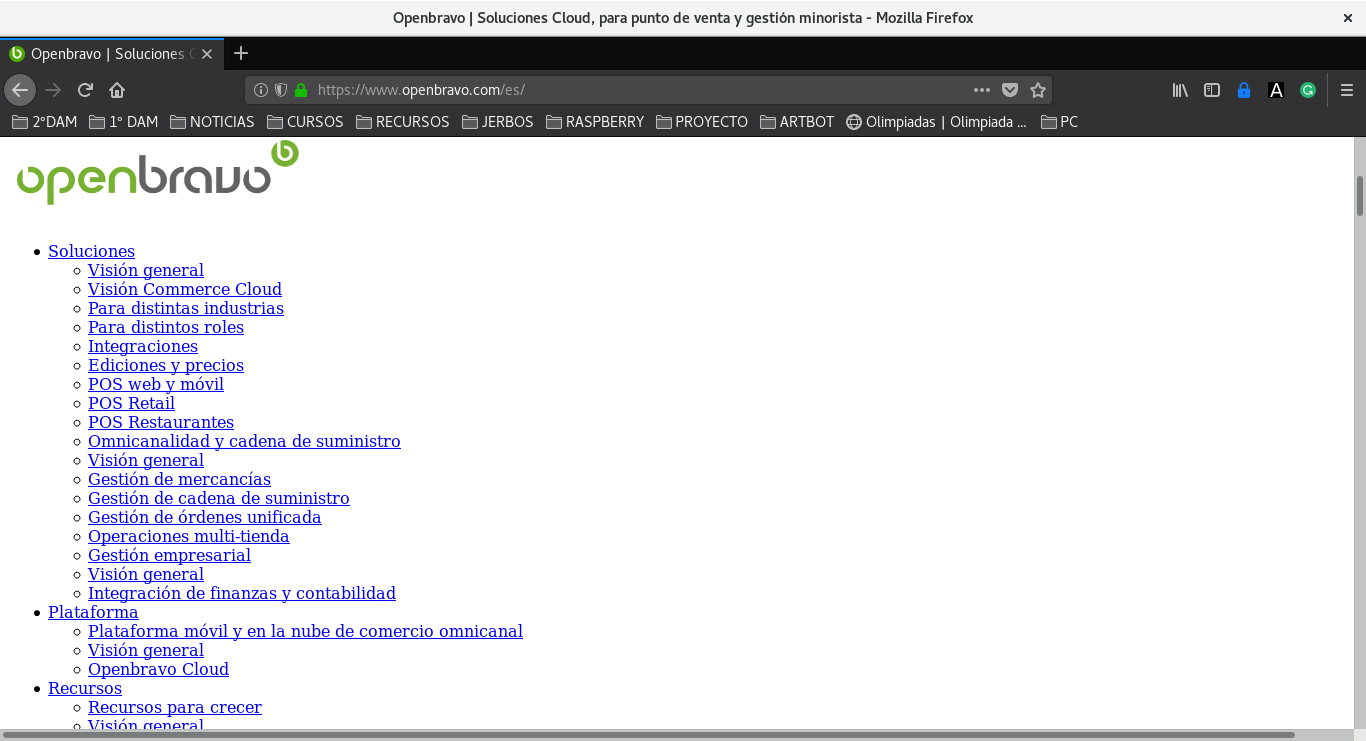 Openbravo | Soluciones Cloud, para punto de venta y gestión minorista - Mozilla Firefox
Openbravo | Soluciones
https://www.openbravo.com/es/
2ºDAM 1º DAM NOTICIAS CURSOS RECURSOS JERBOS RASPBERRY PROYECTO ARTBOT Olimpiadas | Olimpiada ... PC
openbravo
Soluciones
Visión general
Visión Commerce Cloud
Para distintas industrias
Para distintos roles
Integraciones
Ediciones y precios
POS web y móvil
POS Retail
POS Restaurantes
Omnicanalidad y cadena de suministro
Visión general
Gestión de mercancías
Gestión de cadena de suministro
Gestión de órdenes unificada
Operaciones multi-tienda
Gestión empresarial
Visión general
Integración de finanzas y contabilidad
Plataforma
Plataforma móvil y en la nube de comercio omnicanal
Visión general
Openbravo Cloud
Recursos
Recursos para crecer
Visión general